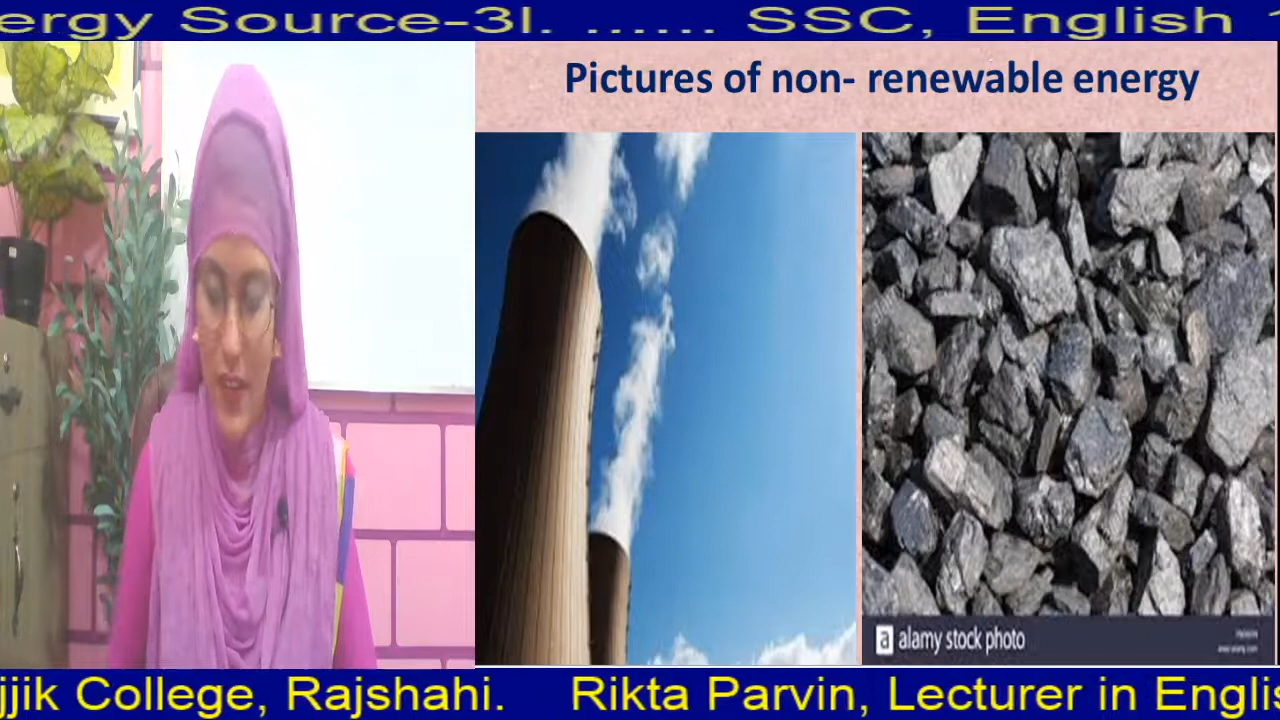 ergy Source-3l. ...... SSC, English 1
Pictures of non- renewable energy
a alamy stock photo
jjik College, Rajshahi. Rikta Parvin, Lecturer in Englis